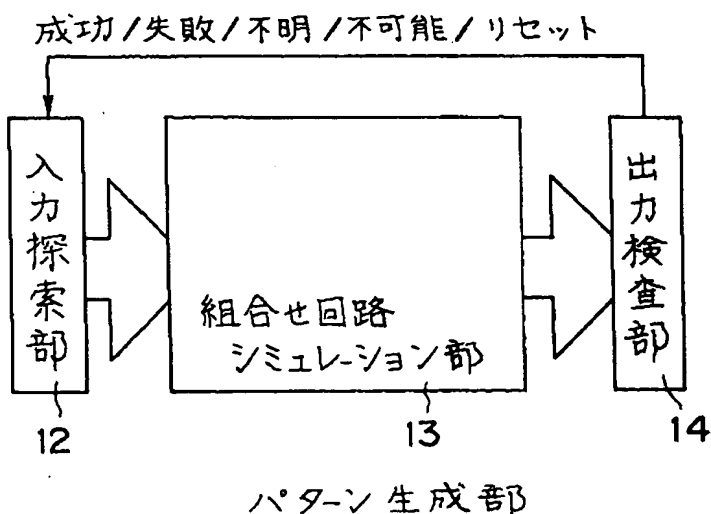 成功/失敗/不明/不可能/リセット
入力探索部
組合せ回路
シミュレーション部
出力検査部
12
13
14
パターン生成部